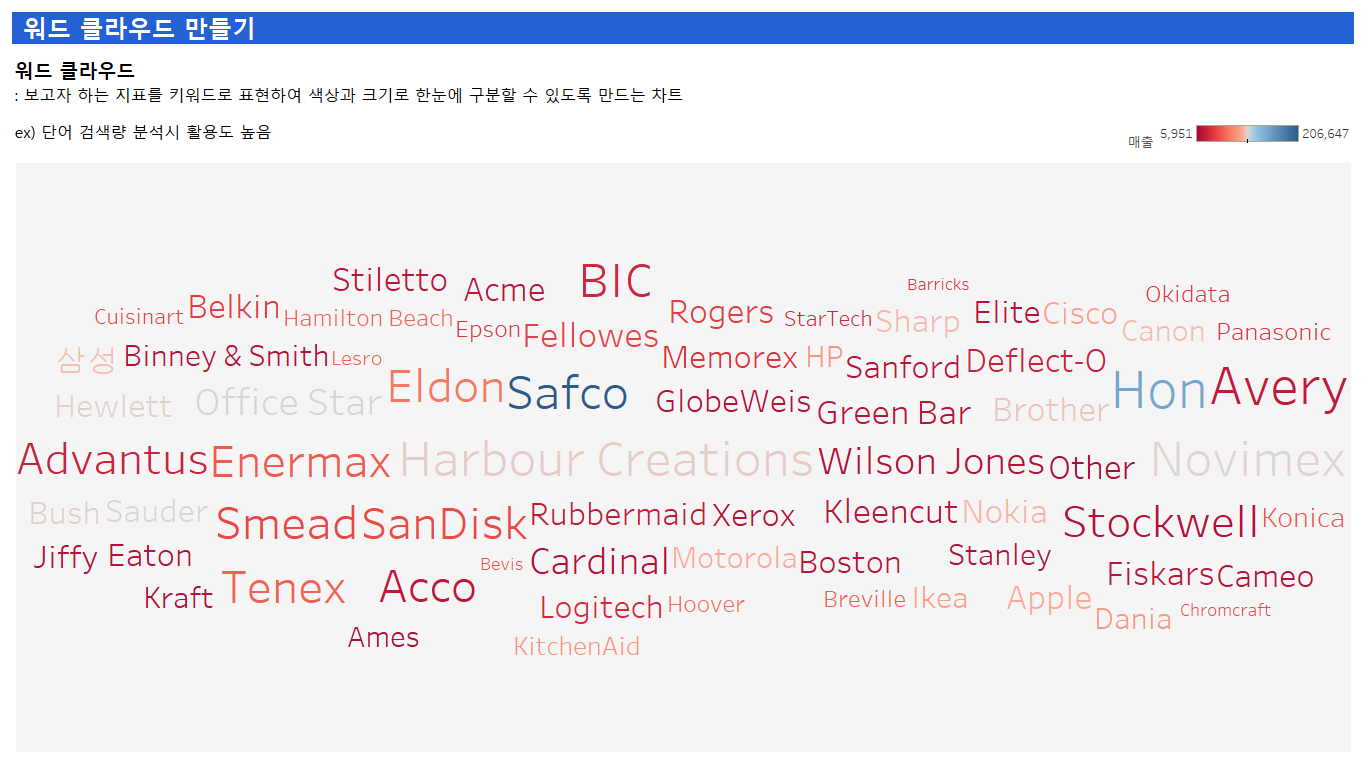 워드 클라우드 만들기
워드 클라우드
: 보고자 하는 지표를 키워드로 표현하여 색상과 크기로 한눈에 구분할 수 있도록 만드는 차트
ex) 단어 검색량 분석시 활용도 높음
매출 5,951 206,647
Stiletto Acme BIC Barricks
Cuisinart Belkin Hamilton Beach Epson Fellowes Rogers StarTech Sharp Elite Cisco Okidata
Canon Panasonic
삼성 Binney & Smith Lesro Memorex HP Sanford Deflect-O
Hewlett Office Star Eldon Safco GlobeWeis Green Bar Brother Hon Avery
Advantus Enermax Harbour Creations Wilson Jones Other Novimex
Bush Sauder Smead SanDisk Rubbermaid Xerox Kleencut Nokia Stockwell Konica
Jiffy Eaton Bevis Cardinal Motorola Boston Stanley
Kraft Tenex Acco Logitech Hoover Breville Ikea Apple Fiskars Cameo
Dania Chromcraft
Ames KitchenAid